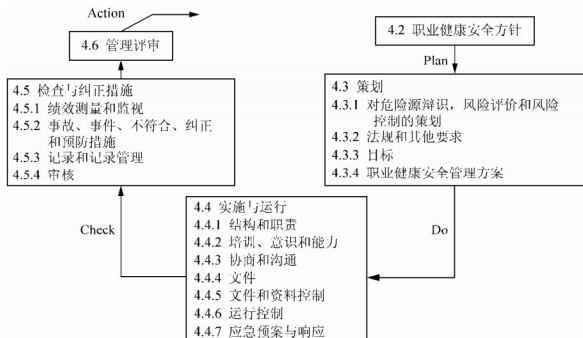 Action
4.6 管理评审
4.2 职业健康安全方针
Plan
4.5 检查与纠正措施
4.5.1 绩效测量和监视
4.5.2 事故、事件、不符合、纠正
和预防措施
4.5.3 记录和记录管理
4.5.4 审核
4.3 策划
4.3.1 对危险源辩识，风险评价和风险
控制的策划
4.3.2 法规和其他要求
4.3.3 目标
4.3.4 职业健康安全管理方案
Check
Do
4.4 实施与运行
4.4.1 结构和职责
4.4.2 培训、意识和能力
4.4.3 协商和沟通
4.4.4 文件
4.4.5 文件和资料控制
4.4.6 运行控制
4.4.7 应急预案与响应